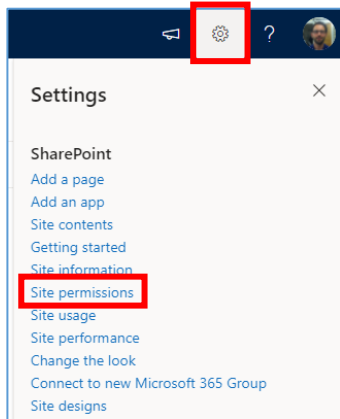 ?
Settings
SharePoint
Add a page
Add an app
Site contents
Getting started
Site information
Site permissions
Site usage
Site performance
Change the look
Connect to new Microsoft 365 Group
Site designs